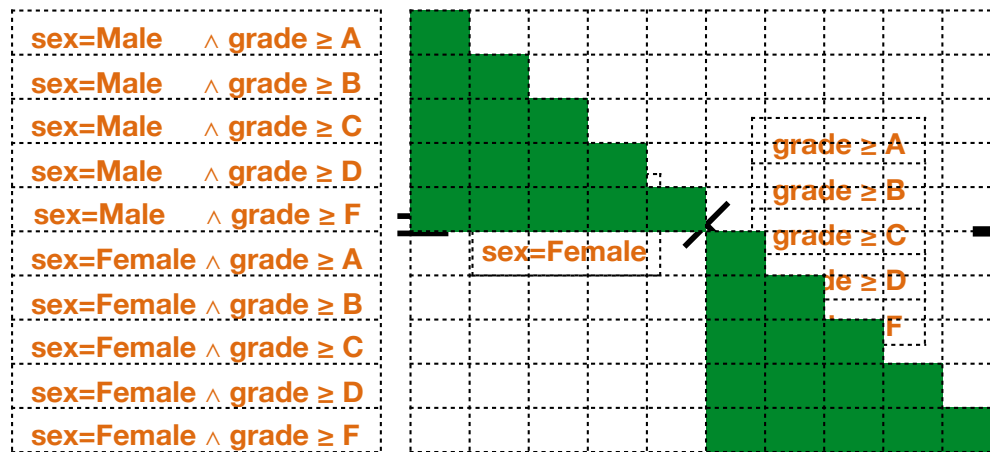 sex=Male ∧ grade ≥ A
sex=Male ∧ grade ≥ B
sex=Male ∧ grade ≥ C
sex=Male ∧ grade ≥ D
sex=Male ∧ grade ≥ F
sex=Female ∧ grade ≥ A
sex=Female ∧ grade ≥ B
sex=Female ∧ grade ≥ C
sex=Female ∧ grade ≥ D
sex=Female ∧ grade ≥ F
sex=Female
grade ≥ A
grade ≥ B
grade ≥ C
≥ D
F